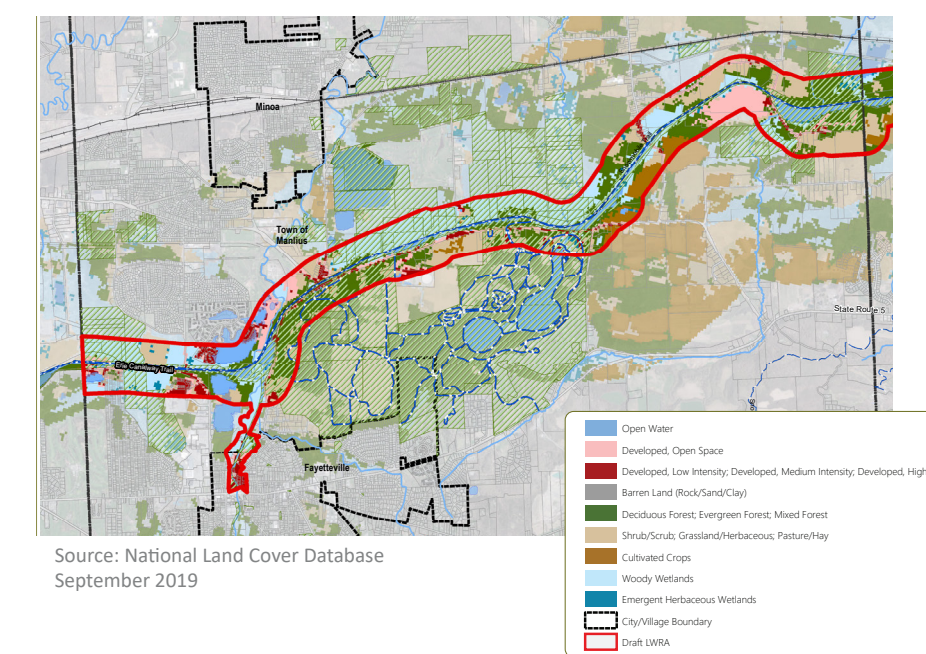 Minoa
Town of
Manlius
State Route 5
Erie Canalway Trail
Fayetteville
Open Water
Developed, Open Space
Developed, Low Intensity; Developed, Medium Intensity; Developed, High
Barren Land (Rock/Sand/Clay)
Deciduous Forest; Evergreen Forest; Mixed Forest
Shrub/Scrub; Grassland/Herbaceous; Pasture/Hay
Cultivated Crops
Woody Wetlands
Emergent Herbaceous Wetlands
City/Village Boundary
Draft LWRA
Source: National Land Cover Database
September 2019